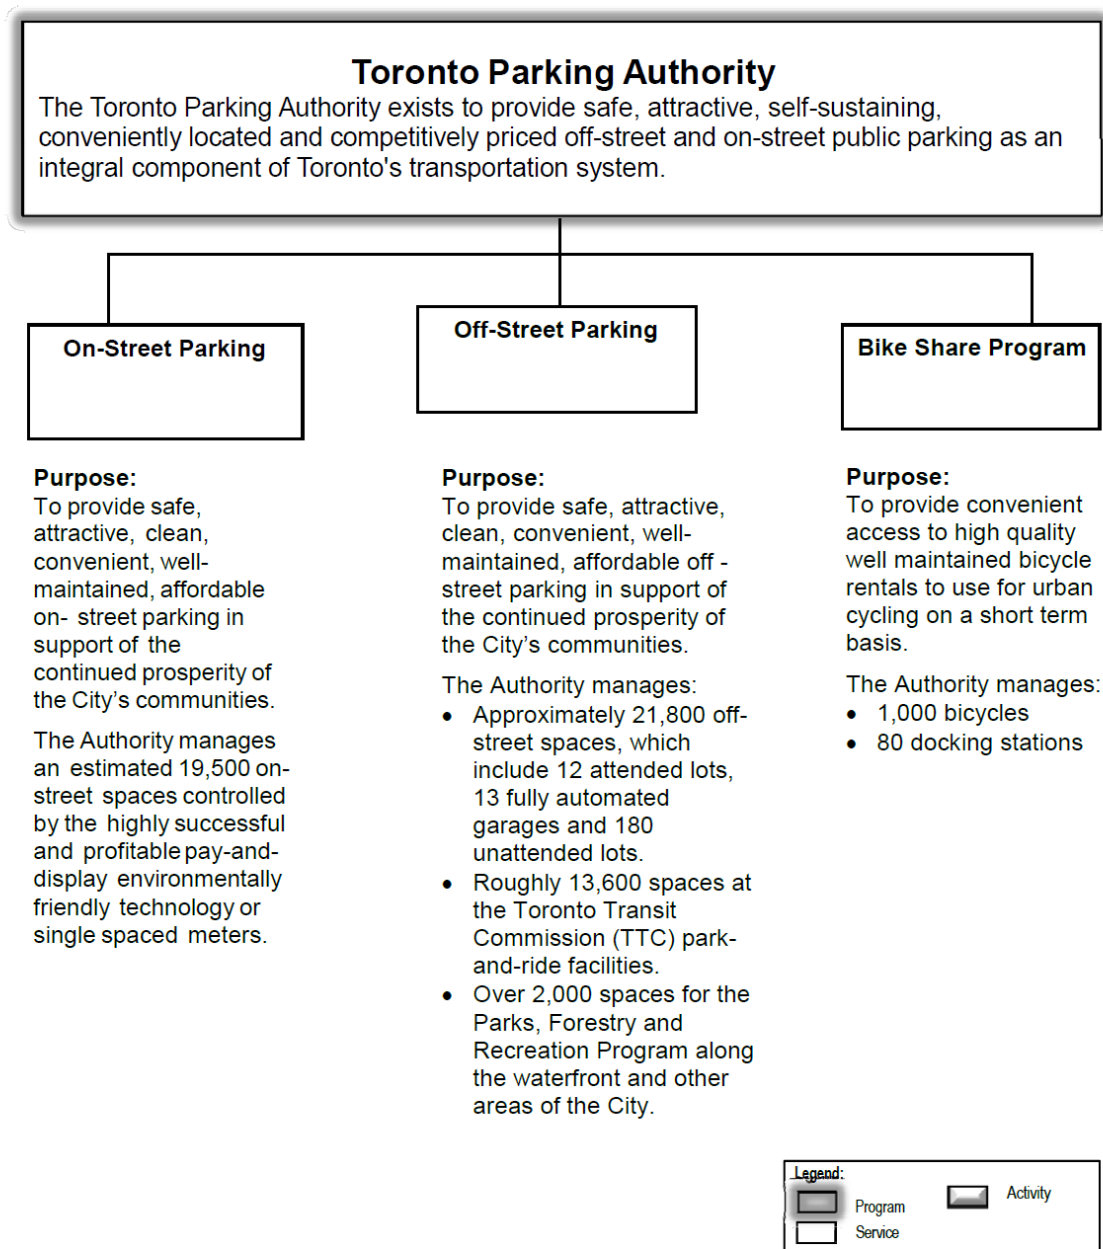 Toronto Parking Authority
The Toronto Parking Authority exists to provide safe, attractive, self-sustaining,
conveniently located and competitively priced off-street and on-street public parking as an
integral component of Toronto's transportation system.
On-Street Parking
Off-Street Parking
Bike Share Program
Purpose:
To provide safe,
attractive, clean,
convenient, well-
maintained, affordable
on- street parking in
support of the
continued prosperity of
the City's communities.
The Authority manages
an estimated 19,500 on-
street spaces controlled
by the highly successful
and profitable pay-and-
display environmentally
friendly technology or
single spaced meters.
Purpose:
To provide safe, attractive,
clean, convenient, well-
maintained, affordable off -
street parking in support of
the continued prosperity of
the City's communities.
The Authority manages:
• Approximately 21,800 off-
street spaces, which
include 12 attended lots,
13 fully automated
garages and 180
unattended lots.
• Roughly 13,600 spaces at
the Toronto Transit
Commission (TTC) park-
and-ride facilities.
• Over 2,000 spaces for the
Parks, Forestry and
Recreation Program along
the waterfront and other
areas of the City.
Purpose:
To provide convenient
access to high quality
well maintained bicycle
rentals to use for urban
cycling on a short term
basis.
The Authority manages:
• 1,000 bicycles
• 80 docking stations
Legend:
Program
Activity
Service